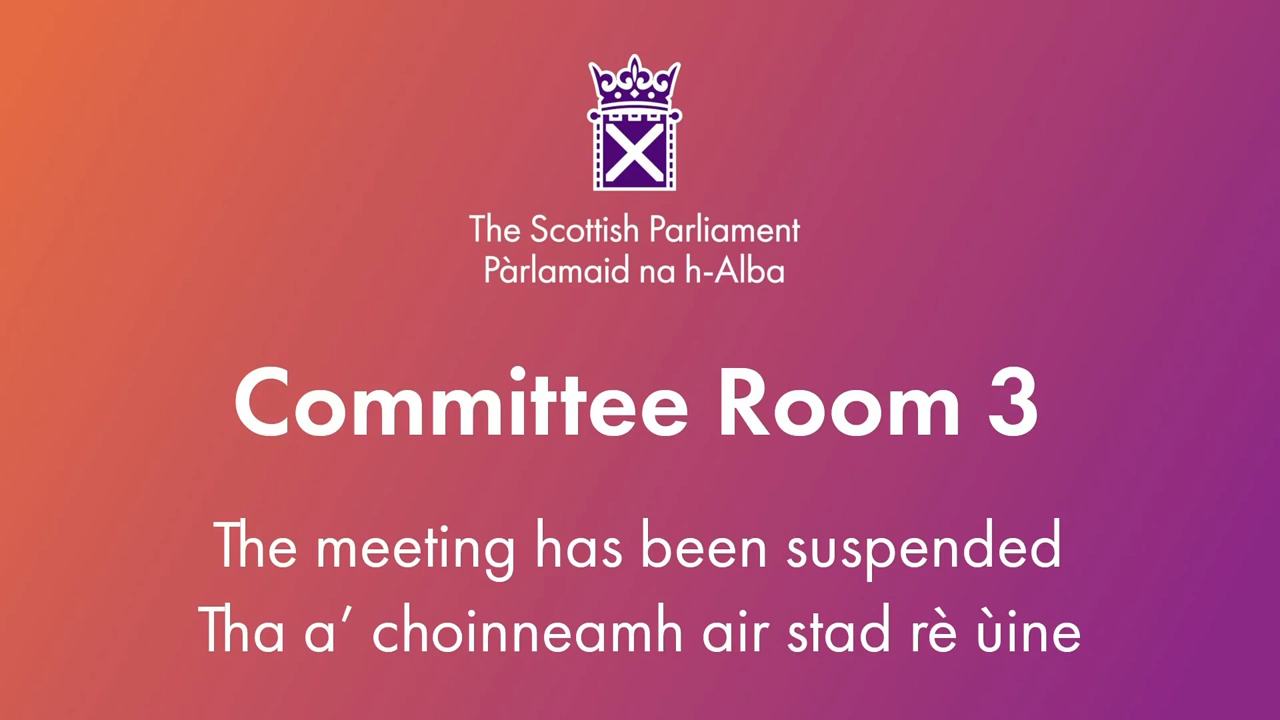 The Scottish Parliament
Pàrlamaid na h-Alba
Committee Room 3
The meeting has been suspended
Tha a’ choinneamh air stad rè ùine